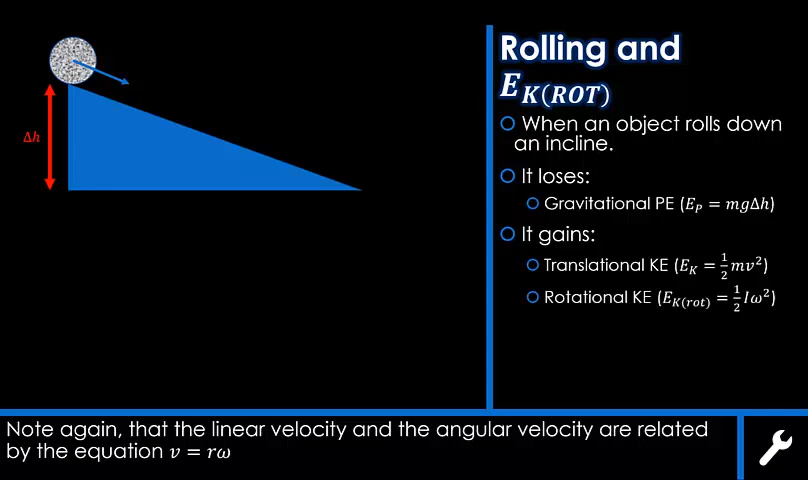 Rolling and
E_K(ROT)
When an object rolls down
an incline.
It loses:
Gravitational PE (E_P = mgΔh)
It gains:
Translational KE (E_K = ½mv²)
Rotational KE (E_K(rot) = ½Iω²)
Δh
Note again, that the linear velocity and the angular velocity are related
by the equation v = rω